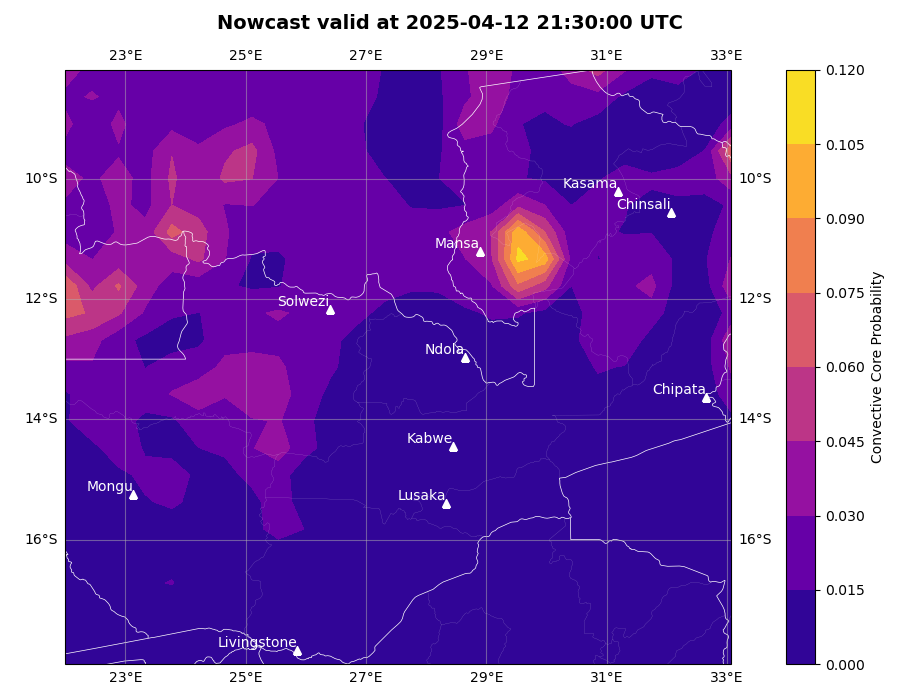 Nowcast valid at 2025-04-12 21:30:00 UTC
23°E 25°E 27°E 29°E 31°E 33°E
0.120
0.105
10°S 10°S
Kasama
Chinsali
0.090
Mansa
0.075
12°S 12°S
Solwezi
Ndola
0.060
Chipata
14°S 14°S
0.045
Kabwe
Mongu
Lusaka
0.030
16°S 16°S
0.015
Livingstone
0.000
Convective Core Probability
23°E 25°E 27°E 29°E 31°E 33°E